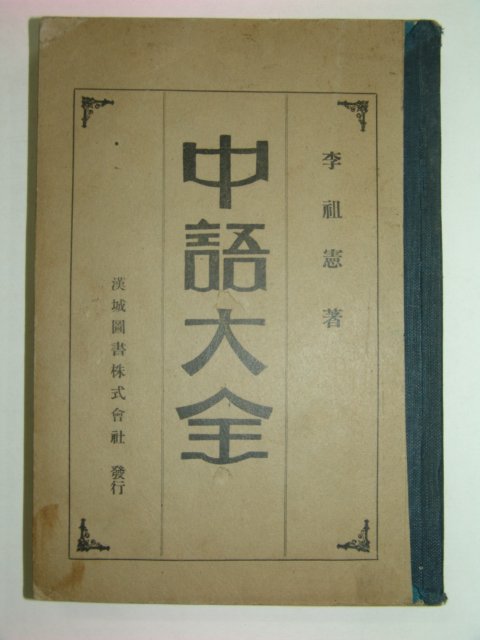 李祖憲 著
中語大全
漢城圖書株式會社 發行